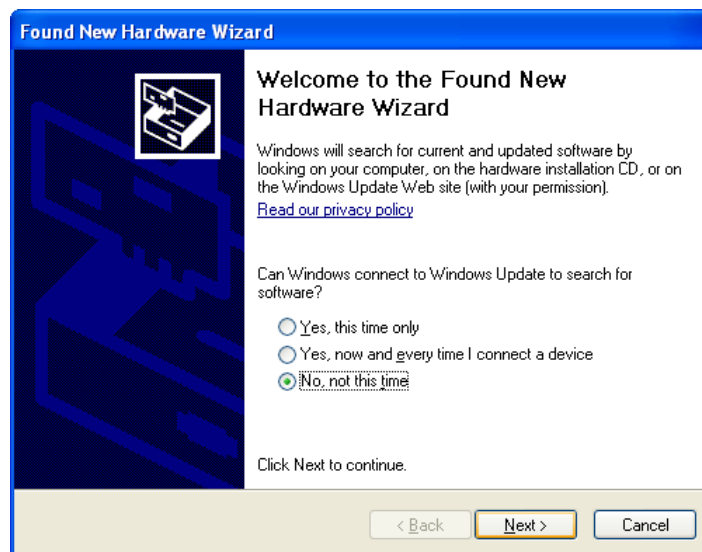 Found New Hardware Wizard
Welcome to the Found New
Hardware Wizard
Windows will search for current and updated software by
looking on your computer, on the hardware installation CD, or on
the Windows Update Web site (with your permission).
Read our privacy policy
Can Windows connect to Windows Update to search for
software?
Yes, this time only
Yes, now and every time I connect a device
No, not this time
Click Next to continue.
< Back Next > Cancel